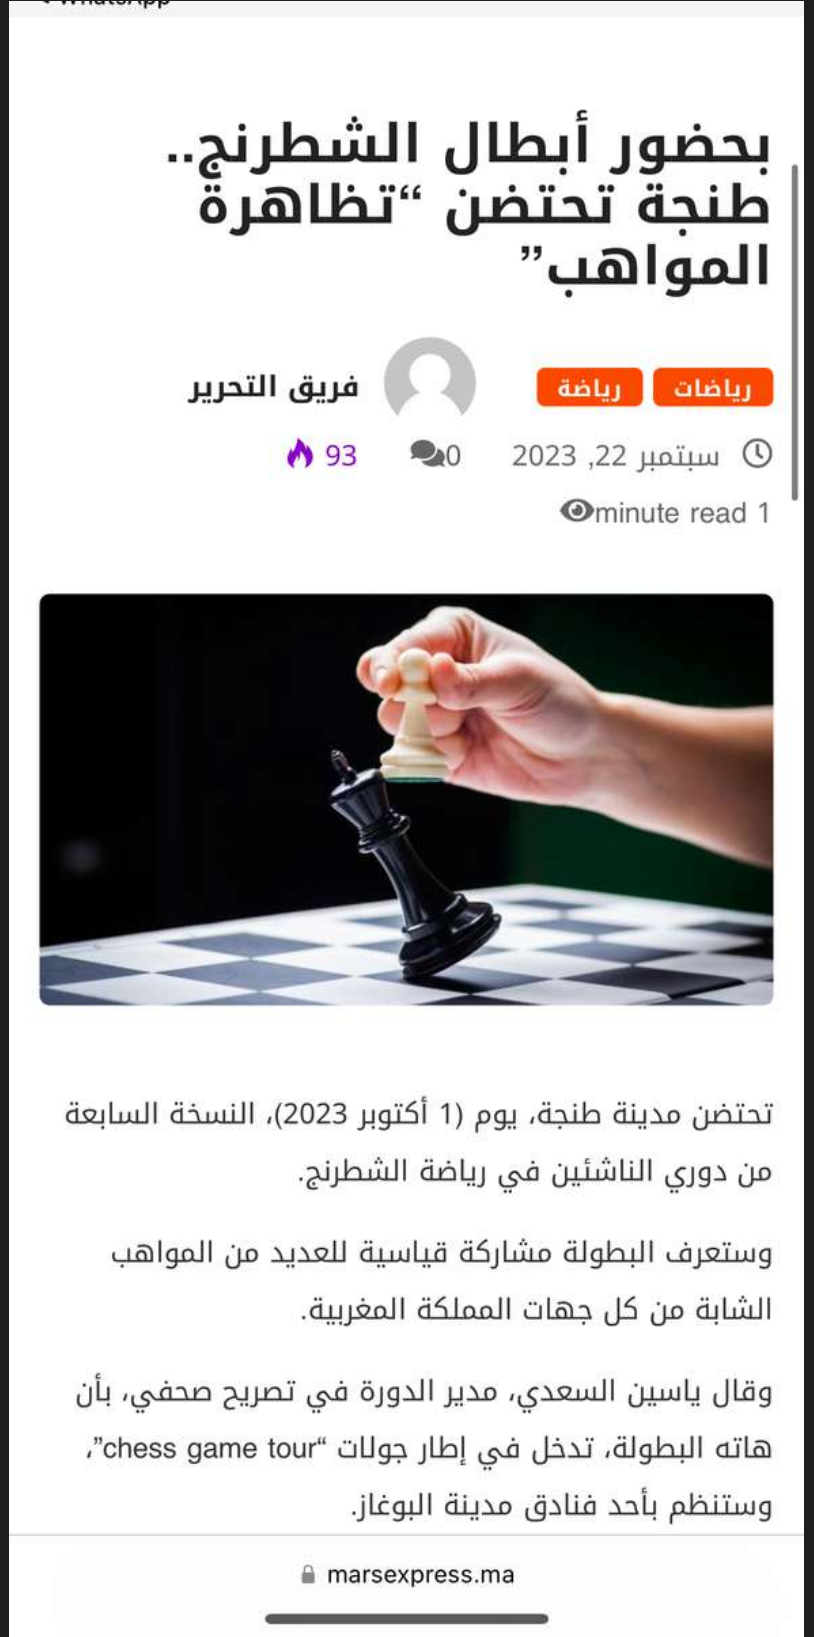 WhatsApp
بحضور أبطال الشطرنج..
طنجة تحتضن “تظاهرة
المواهب”
رياضات رياضة فريق التحرير
سبتمبر 22, 2023 0 93
1 minute read
تحتضن مدينة طنجة، يوم (1 أكتوبر 2023)، النسخة السابعة
من دوري الناشئين في رياضة الشطرنج.
وستعرف البطولة مشاركة قياسية للعديد من المواهب
الشابة من كل جهات المملكة المغربية.
وقال ياسين السعدي، مدير الدورة في تصريح صحفي، بأن
هاته البطولة، تدخل في إطار جولات “chess game tour”،
وستنظم بأحد فنادق مدينة البوغاز.
marsexpress.ma